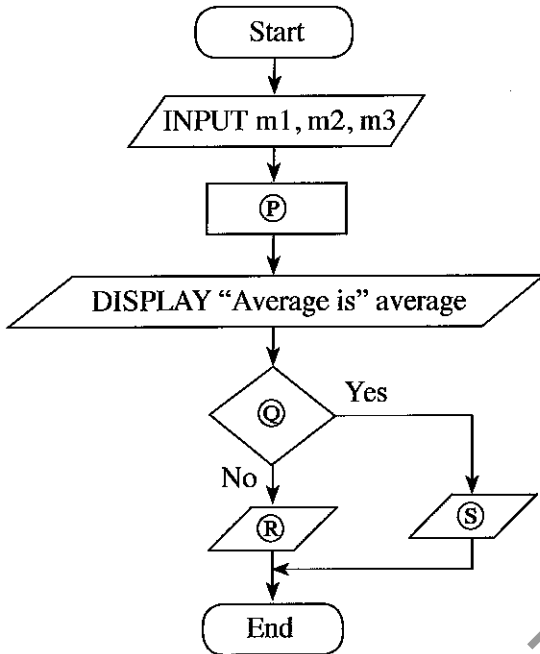 Start
INPUT m1, m2, m3
P
DISPLAY “Average is” average
Q
Yes
No
R
S
End